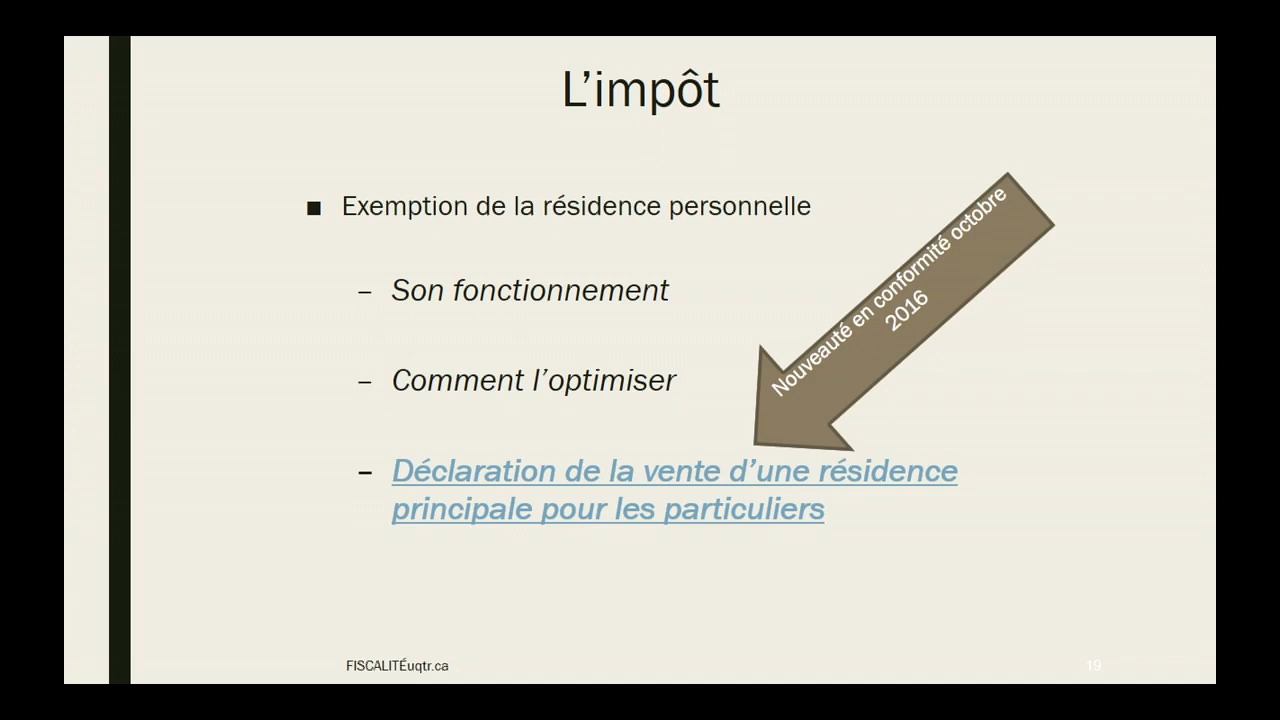 L’impôt
■ Exemption de la résidence personnelle
– Son fonctionnement
– Comment l’optimiser
Nouveauté en conformité octobre
2016
– Déclaration de la vente d’une résidence
principale pour les particuliers
FISCALITÉuqtr.ca
19